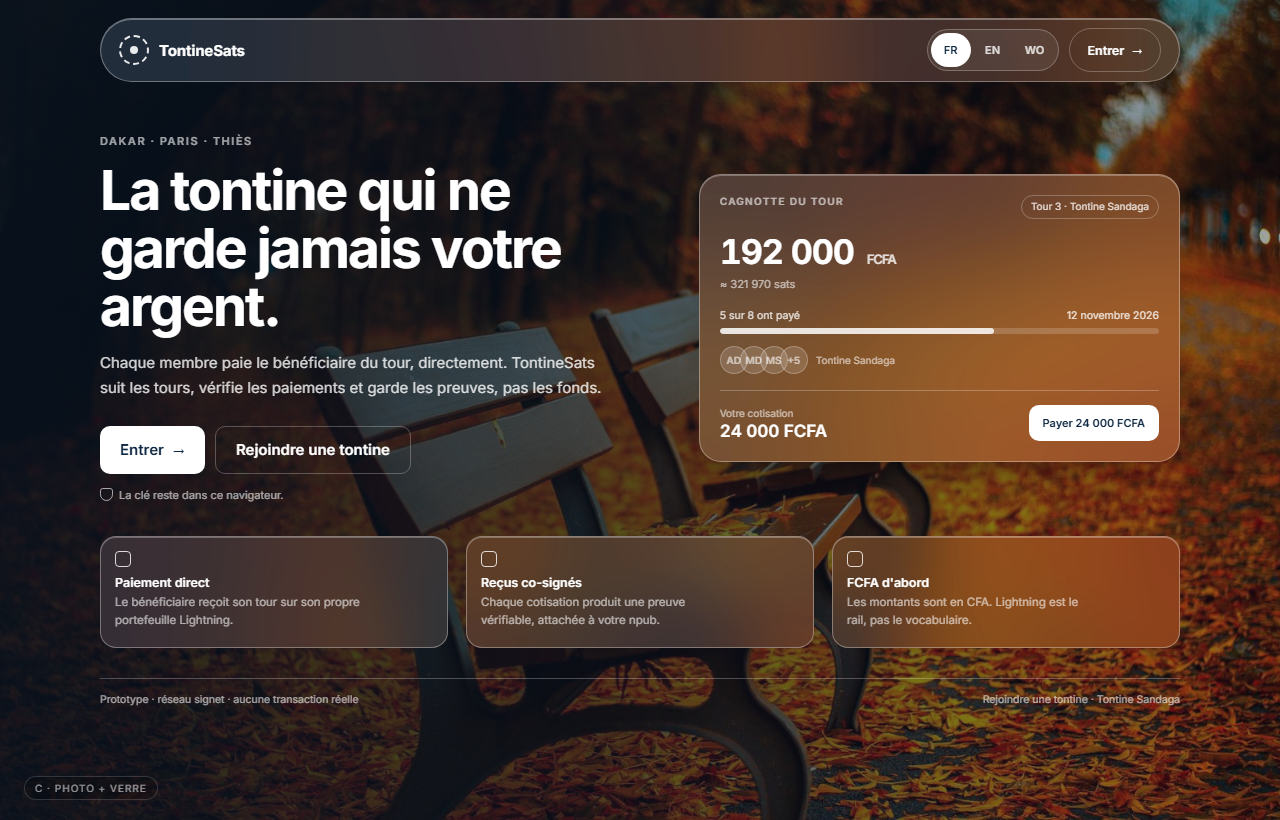 TontineSats
FR EN WO
Entrer →
DAKAR · PARIS · THIÈS
La tontine qui ne
garde jamais votre
argent.
Chaque membre paie le bénéficiaire du tour, directement. TontineSats
suit les tours, vérifie les paiements et garde les preuves, pas les fonds.
Entrer →
Rejoindre une tontine
La clé reste dans ce navigateur.
CAGNOTTE DU TOUR
Tour 3 · Tontine Sandaga
192 000 FCFA
≈ 321 970 sats
5 sur 8 ont payé
12 novembre 2026
AD MD MS +5 Tontine Sandaga
Votre cotisation
24 000 FCFA
Payer 24 000 FCFA
Paiement direct
Le bénéficiaire reçoit son tour sur son propre
portefeuille Lightning.
Reçus co-signés
Chaque cotisation produit une preuve
vérifiable, attachée à votre npub.
FCFA d'abord
Les montants sont en CFA. Lightning est le
rail, pas le vocabulaire.
Prototype · réseau signet · aucune transaction réelle
Rejoindre une tontine · Tontine Sandaga
C · PHOTO + VERRE